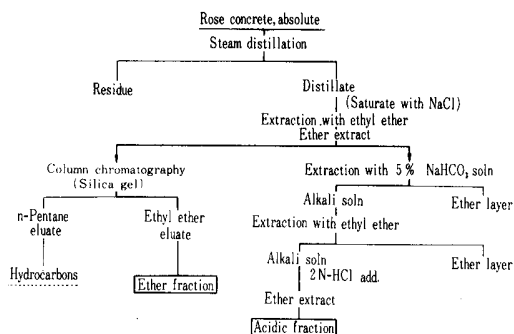 Rose concrete, absolute
Steam distillation
Residue
Distillate
(Saturate with NaCl)
Extraction with ethyl ether
Ether extract
Column chromatography
(Silica gel)
Extraction with 5% NaHCO₃ soln
n-Pentane
eluate
Ethyl ether
eluate
Alkali soln
Ether layer
Extraction with ethyl ether
Hydrocarbons
Ether fraction
Alkali soln
Ether layer
2N-HCl add.
Ether extract
Acidic fraction